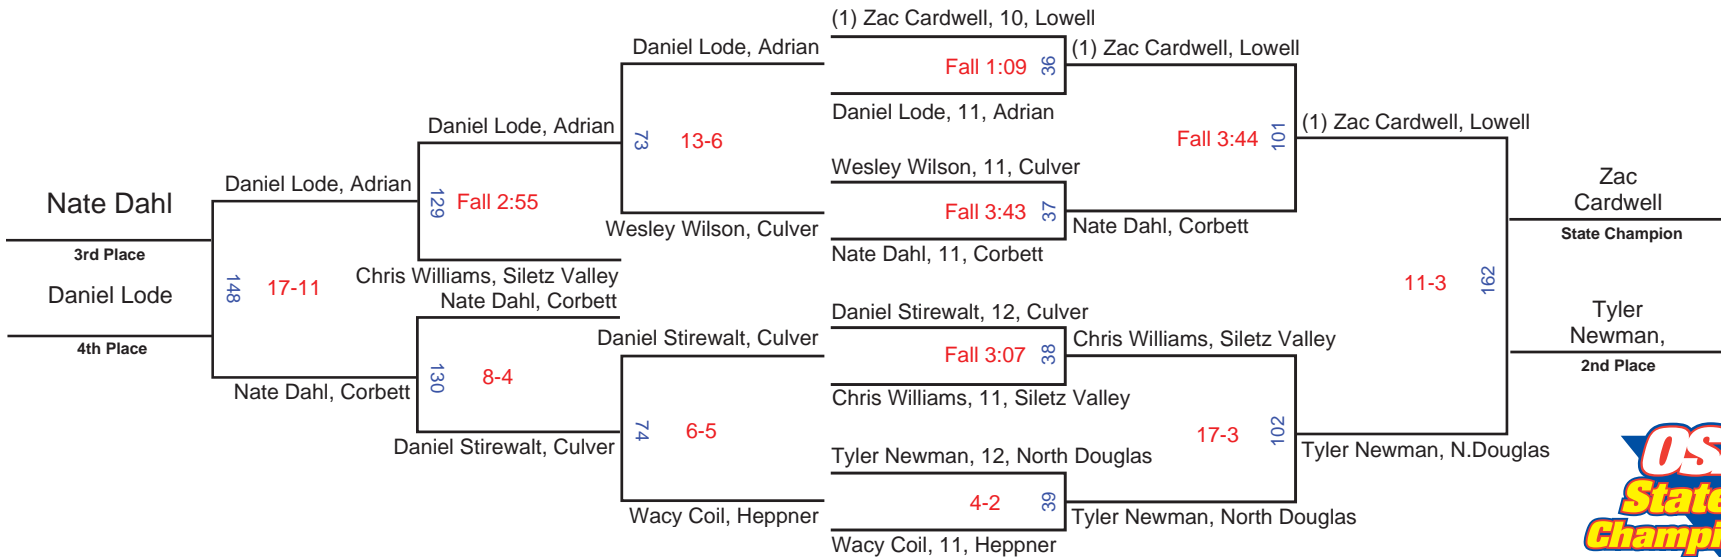 (1) Zac Cardwell, 10, Lowell
Daniel Lode, Adrian
(1) Zac Cardwell, Lowell
Fall 1:09 36
Daniel Lode, 11, Adrian
Daniel Lode, Adrian
73 13-6
Fall 3:44 101
(1) Zac Cardwell, Lowell
Wesley Wilson, 11, Culver
Daniel Lode, Adrian
129 Fall 2:55
Fall 3:43 37
Nate Dahl
3rd Place
Wesley Wilson, Culver
Nate Dahl, Corbett
Nate Dahl, 11, Corbett
Zac
Cardwell
State Champion
Chris Williams, Siletz Valley
148 17-11
Daniel Lode
4th Place
Nate Dahl, Corbett
11-3 162
Daniel Stirewalt, 12, Culver
Daniel Stirewalt, Culver
Fall 3:07 38
Chris Williams, Siletz Valley
Tyler
Newman,
2nd Place
130 8-4
Nate Dahl, Corbett
Chris Williams, 11, Siletz Valley
74 6-5
17-3 102
Daniel Stirewalt, Culver
Tyler Newman, 12, North Douglas
Tyler Newman, N.Douglas
4-2 39
Wacy Coil, Heppner
Tyler Newman, North Douglas
Wacy Coil, 11, Heppner
OS
State
Champi